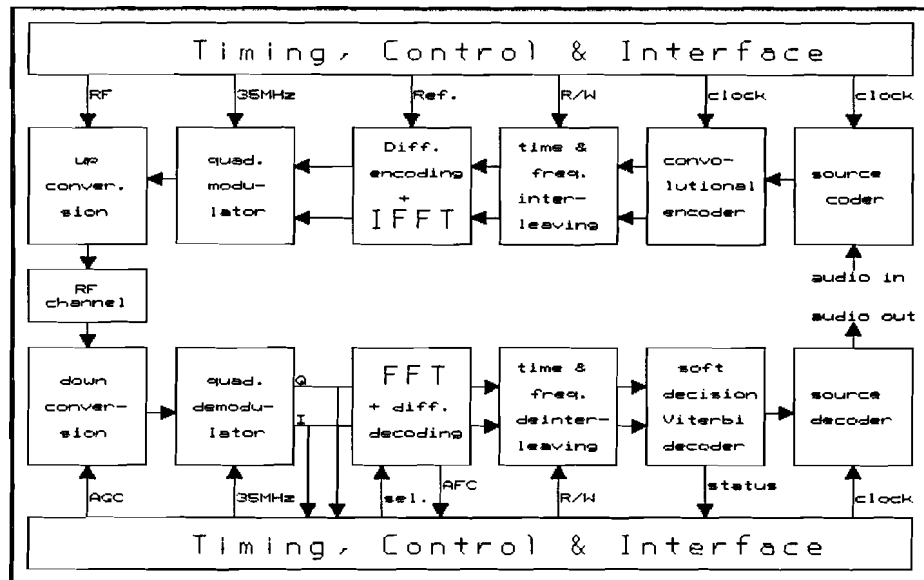 Timing, Control & Interface
RF
35MHz
Ref.
R/W
clock
clock
up
conver.
sion
quad.
modu-
lator
Diff.
encoding
+
IFFT
time &
freq.
inter-
leaving
convo-
lutional
encoder
source
coder
RF
channel
audio in
audio out
down
conver-
sion
quad.
demodu-
lator
Q
I
FFT
+ diff.
decoding
time &
freq.
deinter-
leaving
soft
decision
Viterbi
decoder
source
decoder
AGC
35MHz
sel.
AFC
R/W
status
clock
Timing, Control & Interface